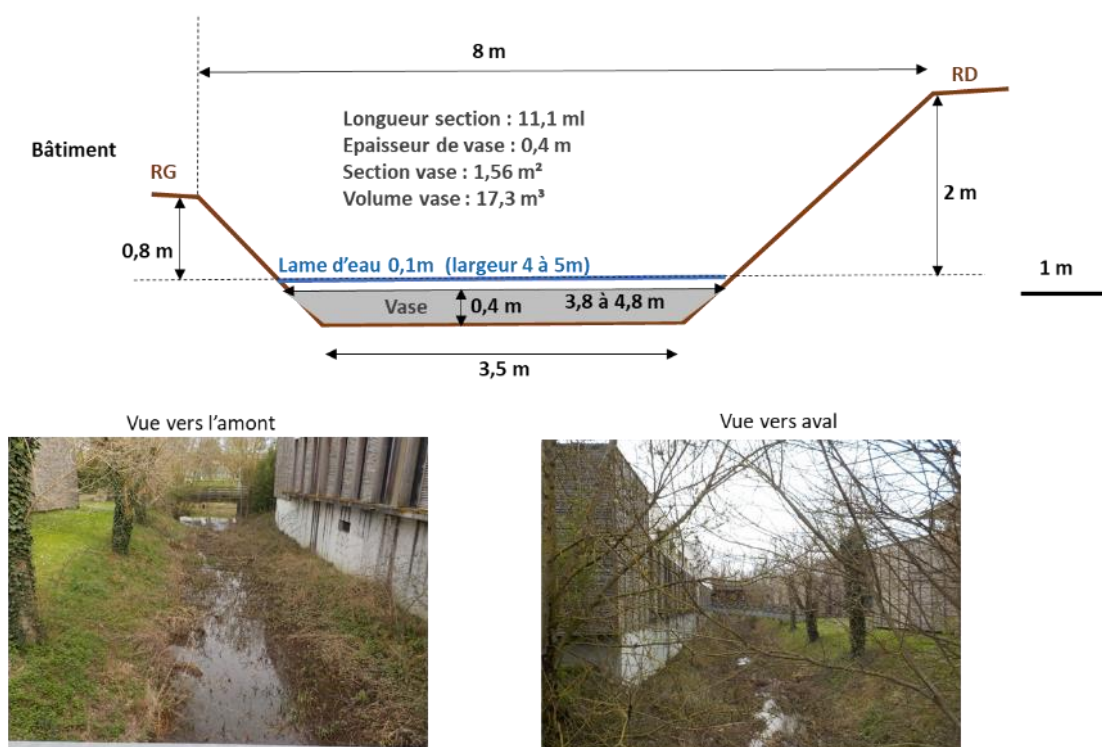 8 m
RD
Longueur section : 11,1 ml
Epaisseur de vase : 0,4 m
Section vase : 1,56 m²
Volume vase : 17,3 m³
Bâtiment
RG
2 m
0,8 m
Lame d'eau 0,1m (largeur 4 à 5m)
1 m
Vase
0,4 m
3,8 à 4,8 m
3,5 m
Vue vers l'amont
Vue vers aval